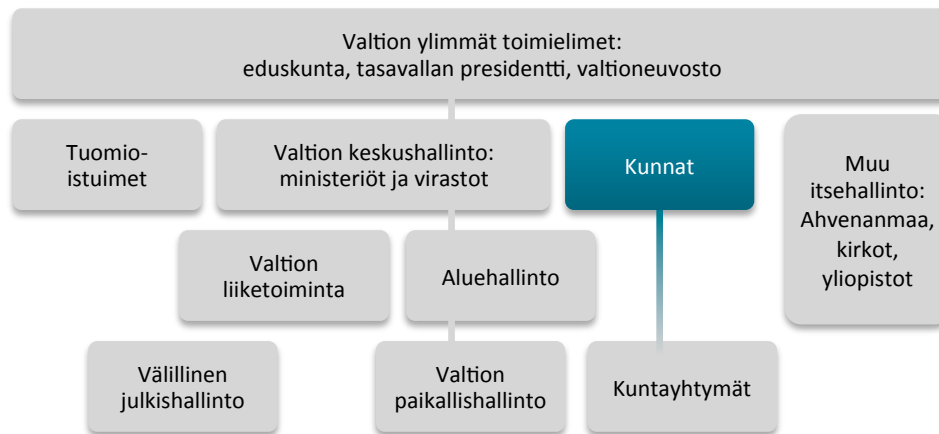 Valtion ylimmät toimielimet:
eduskunta, tasavallan presidentti, valtioneuvosto
Tuomio-
istuimet
Valtion keskushallinto:
ministeriöt ja virastot
Kunnat
Muu
itsehallinto:
Ahvenanmaa,
kirkot,
yliopistot
Valtion
liiketoiminta
Aluehallinto
Välillinen
julkishallinto
Valtion
paikallishallinto
Kuntayhtymät